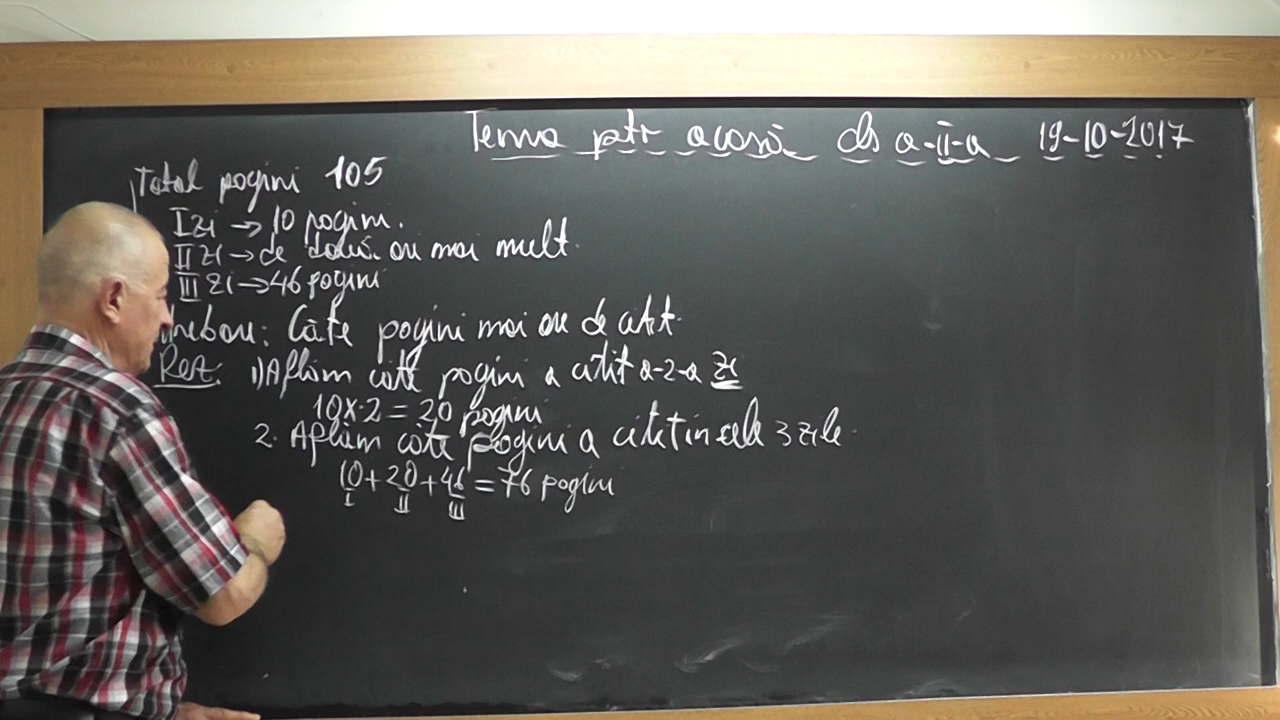 Tema ptr acasă cls a-II-a 19-10-2017
Total pagini 105
I zi → 10 pagini.
II zi → de două ori mai mult.
III zi → 46 pagini
Câte pagini mai are de citit.
Rez. 1) Aflăm câte pagini a citit a-2-a zi
10 x 2 = 20 pagini
2. Aflăm câte pagini a citit în cele 3 zile.
10 + 20 + 46 = 76 pagini
I II III